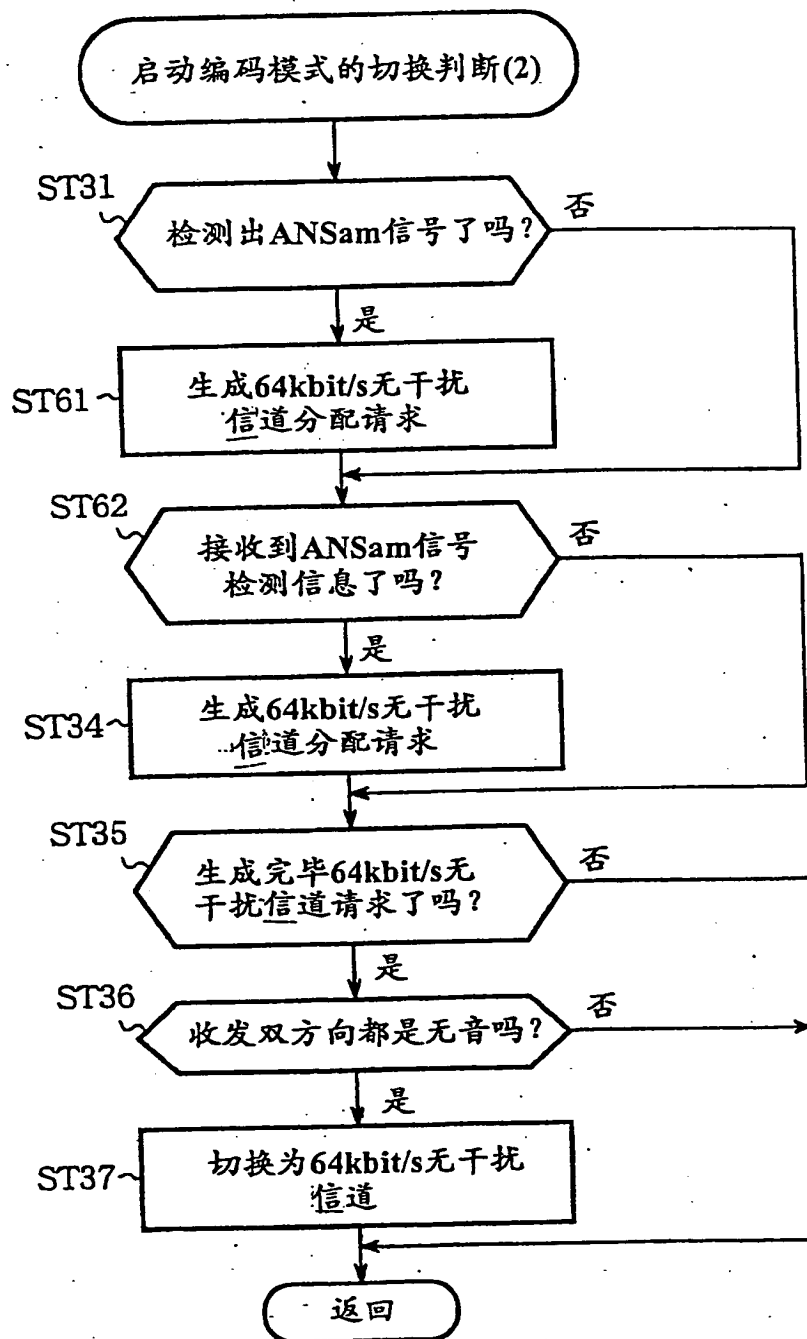 启动编码模式的切换判断(2)
ST31
检测出ANSam信号了吗?
否
是
ST61
生成64kbit/s无干扰
信道分配请求
ST62
接收到ANSam信号
检测信息了吗?
否
是
ST34
生成64kbit/s无干扰
信道分配请求
ST35
生成完毕64kbit/s无
干扰信道请求了吗?
否
是
ST36
收发双方向都是无音吗?
否
是
ST37
切换为64kbit/s无干扰
信道
返回